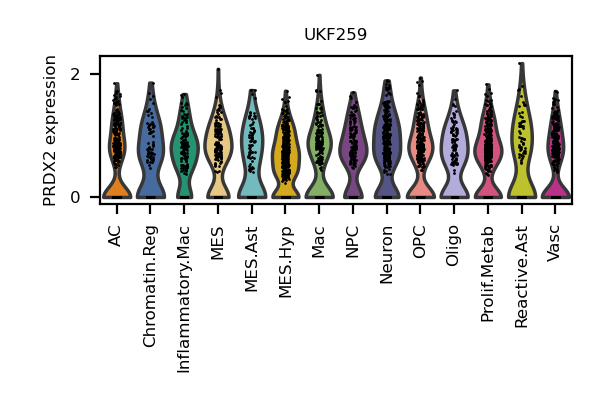 UKF259
PRDX2 expression
2
0
AC
Chromatin.Reg
Inflammatory.Mac
MES
MES.Ast
MES.Hyp
Mac
NPC
Neuron
OPC
Oligo
Prolif.Metab
Reactive.Ast
Vasc